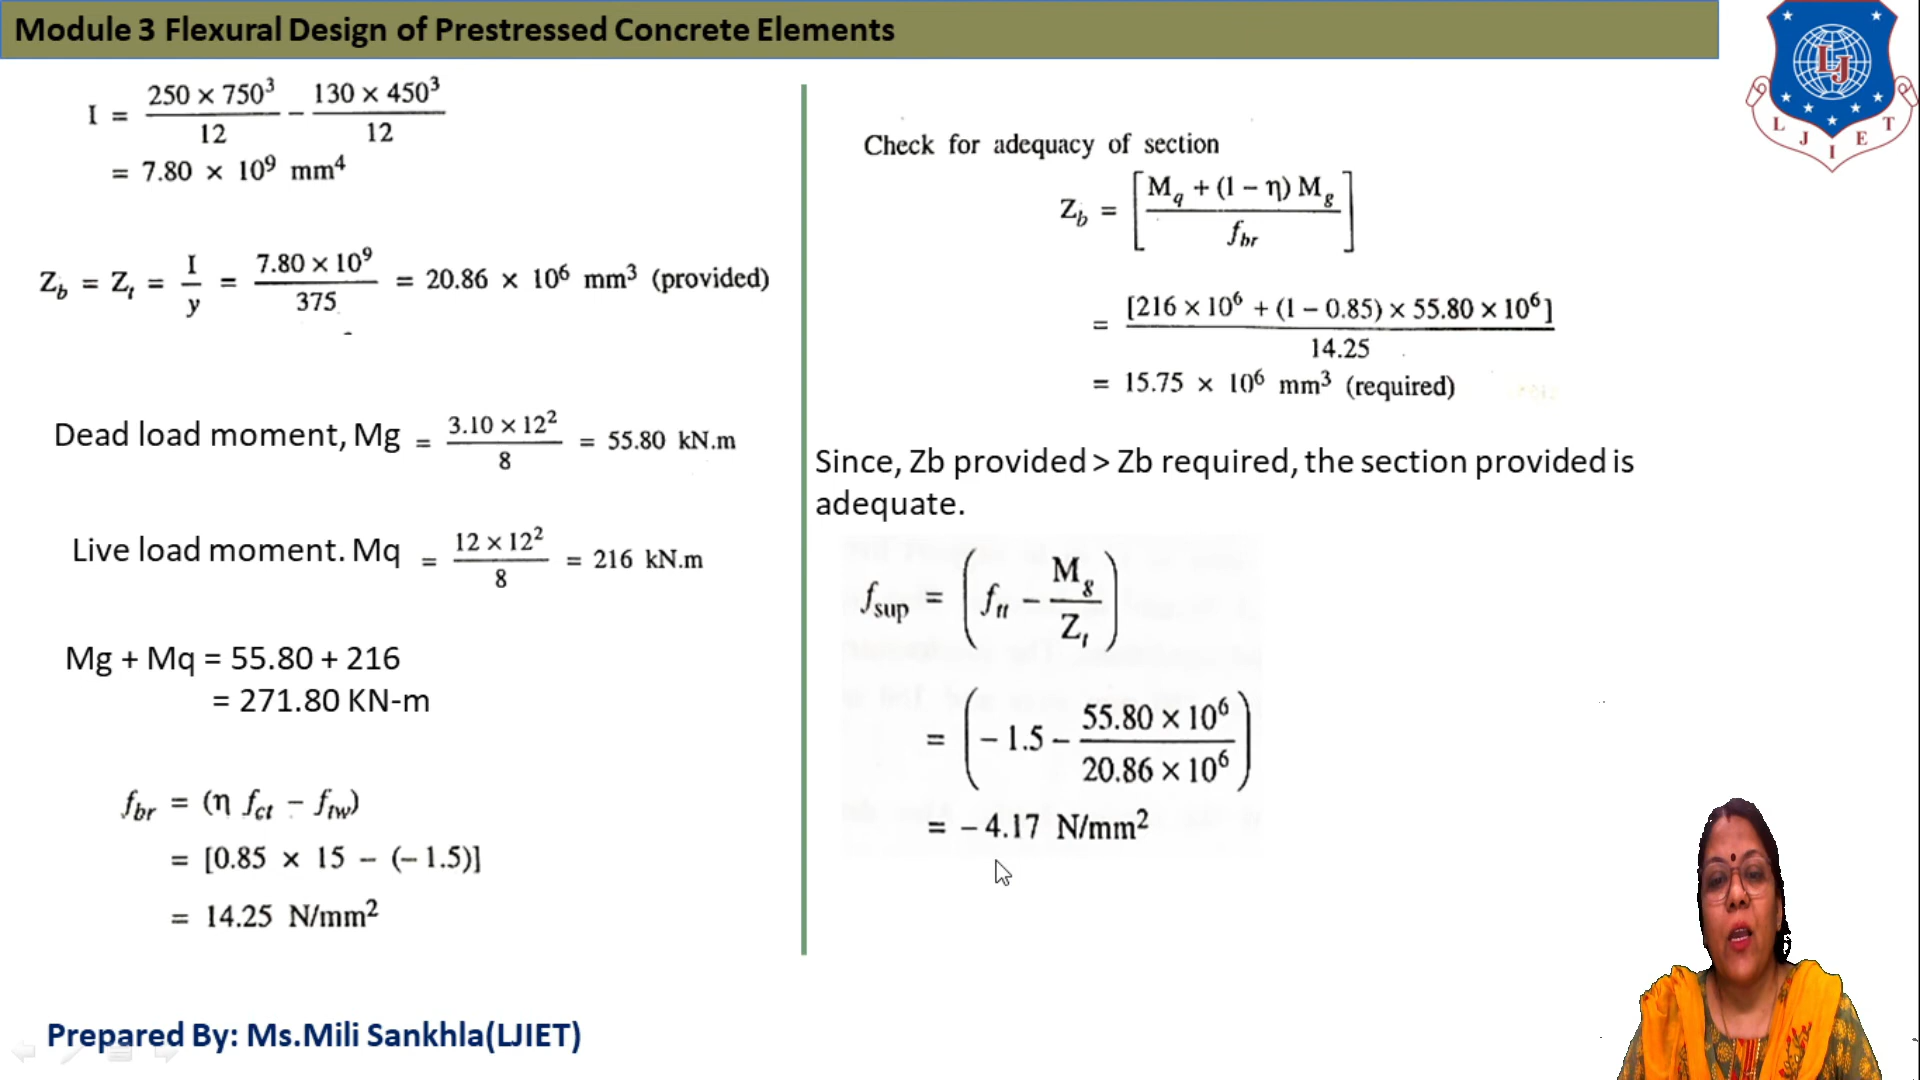 Module 3 Flexural Design of Prestressed Concrete Elements
LJ
L J I E T
I = 250 × 750³ / 12 − 130 × 450³ / 12
= 7.80 × 10⁹ mm⁴
Z_b = Z_t = I / y = 7.80 × 10⁹ / 375 = 20.86 × 10⁶ mm³ (provided)
Dead load moment, Mg = 3.10 × 12² / 8 = 55.80 kN.m
Live load moment. Mq = 12 × 12² / 8 = 216 kN.m
Mg + Mq = 55.80 + 216
= 271.80 KN-m
f_br = (η f_ct − f_tw)
= [0.85 × 15 − (− 1.5)]
= 14.25 N/mm²
Check for adequacy of section
Z_b = [M_q + (1 − η) M_g / f_br]
= [216 × 10⁶ + (1 − 0.85) × 55.80 × 10⁶] / 14.25
= 15.75 × 10⁶ mm³ (required)
Since, Zb provided > Zb required, the section provided is
adequate.
f_sup = (f_tt − M_g / Z_t)
= (− 1.5 − 55.80 × 10⁶ / 20.86 × 10⁶)
= − 4.17 N/mm²
Prepared By: Ms.Mili Sankhla(LJIET)